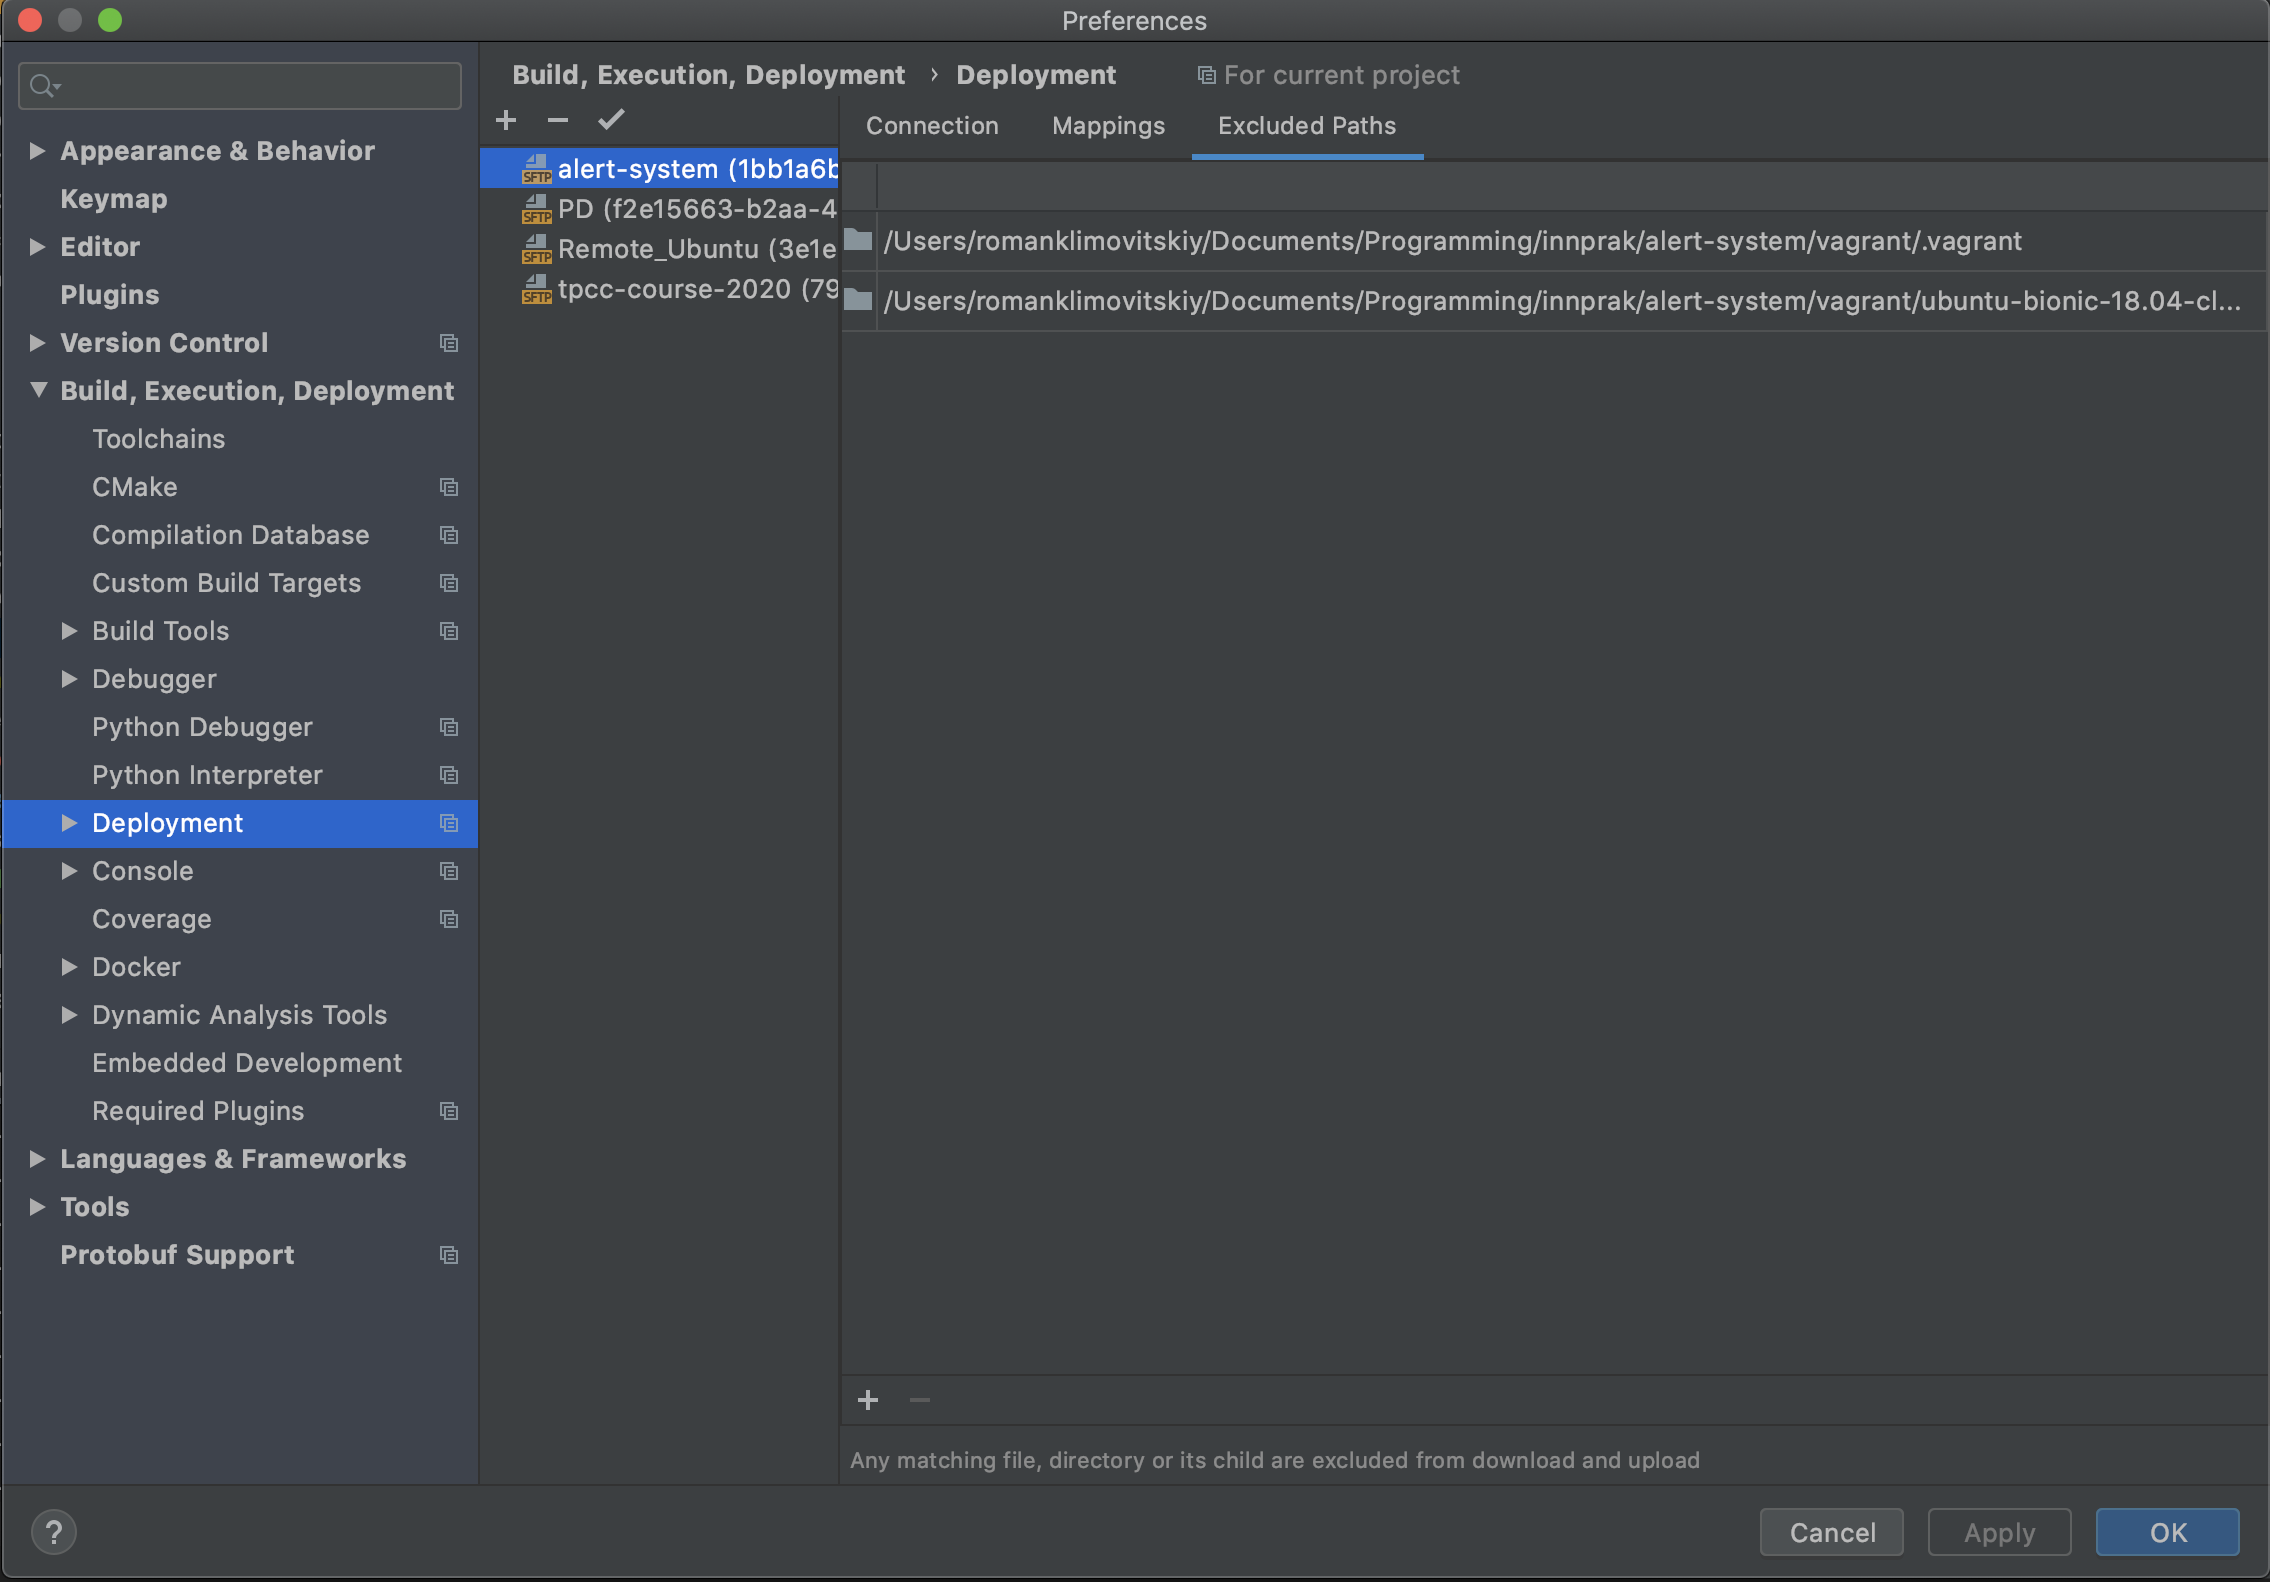 Preferences
Build, Execution, Deployment › Deployment
For current project
Appearance & Behavior
Keymap
Editor
Plugins
Version Control
Build, Execution, Deployment
Toolchains
CMake
Compilation Database
Custom Build Targets
Build Tools
Debugger
Python Debugger
Python Interpreter
Deployment
Console
Coverage
Docker
Dynamic Analysis Tools
Embedded Development
Required Plugins
Languages & Frameworks
Tools
Protobuf Support
SFTP alert-system (1bb1a6b
SFTP PD (f2e15663-b2aa-4
SFTP Remote_Ubuntu (3e1e
SFTP tpcc-course-2020 (79
Connection Mappings Excluded Paths
/Users/romanklimovitskiy/Documents/Programming/innprak/alert-system/vagrant/.vagrant
/Users/romanklimovitskiy/Documents/Programming/innprak/alert-system/vagrant/ubuntu-bionic-18.04-cl...
Any matching file, directory or its child are excluded from download and upload
?
Cancel Apply OK